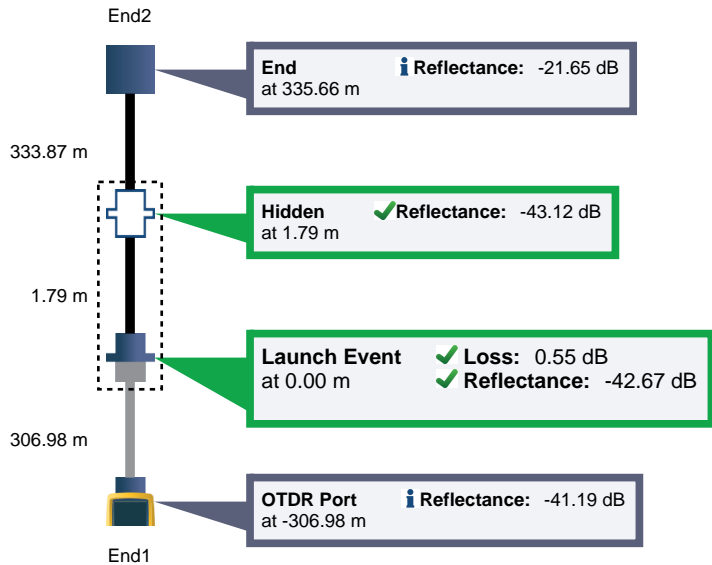 End2
End
i Reflectance: -21.65 dB
at 335.66 m
333.87 m
Hidden
Reflectance: -43.12 dB
at 1.79 m
1.79 m
Launch Event
Loss: 0.55 dB
at 0.00 m
Reflectance: -42.67 dB
306.98 m
OTDR Port
i Reflectance: -41.19 dB
at -306.98 m
End1